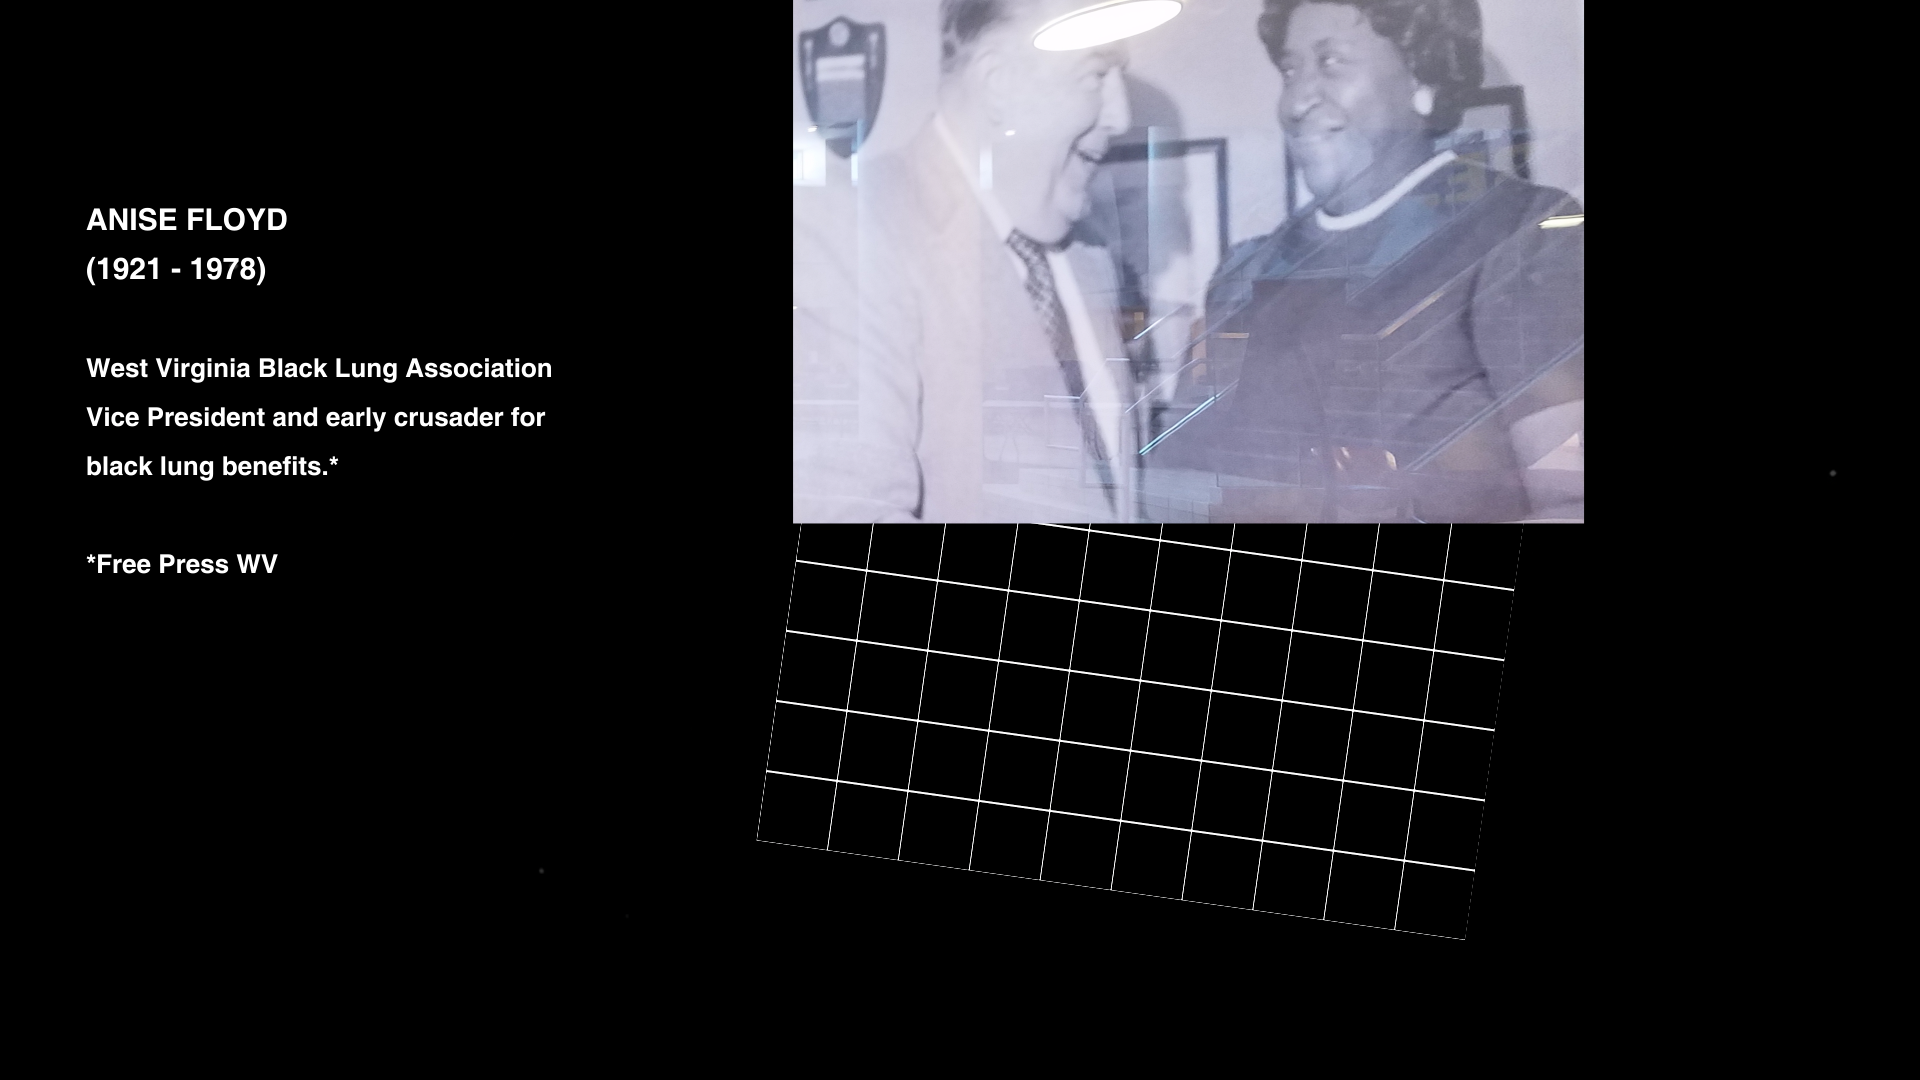 ANISE FLOYD
(1921 - 1978)
West Virginia Black Lung Association
Vice President and early crusader for
black lung benefits.*
*Free Press WV